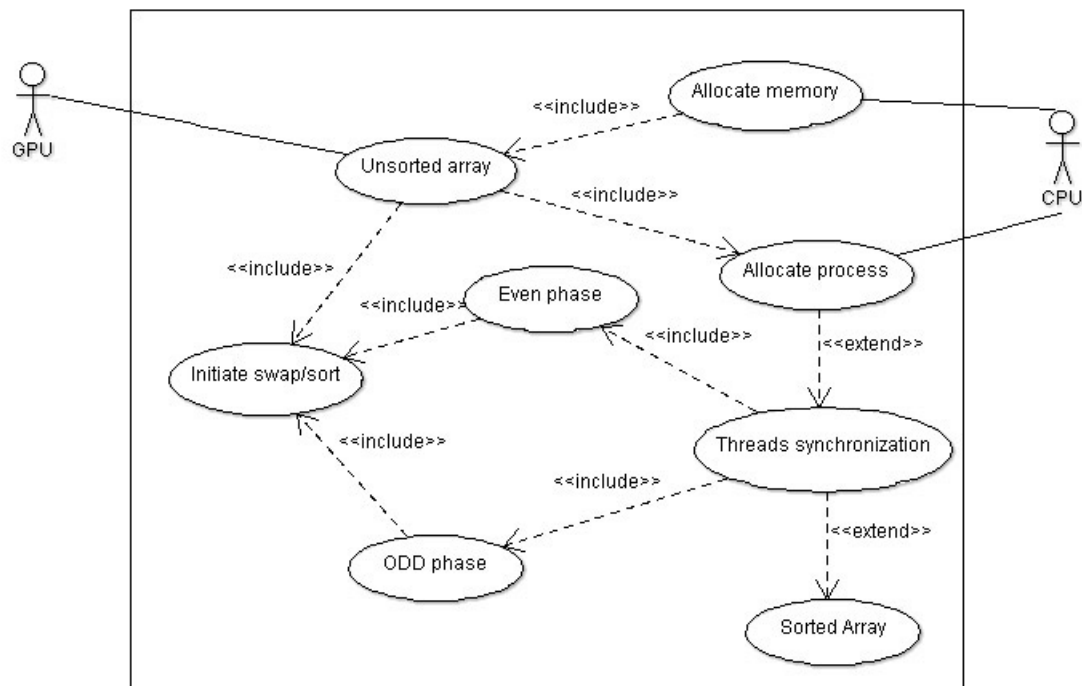 Allocate memory
<<include>>
GPU
Unsorted array
CPU
<<include>>
<<include>>
Allocate process
Even phase
<<include>>
<<include>>
<<extend>>
Initiate swap/sort
<<include>>
Threads synchronization
<<include>>
<<extend>>
ODD phase
Sorted Array